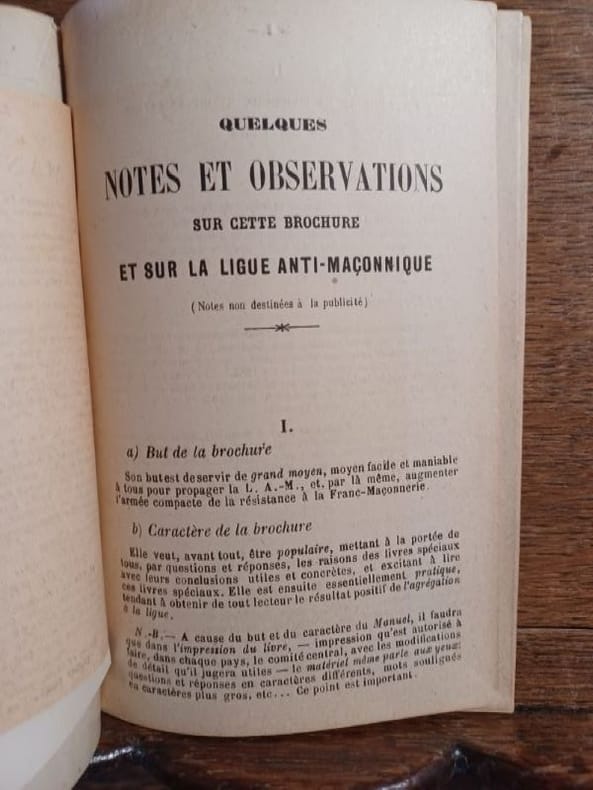 QUELQUES
NOTES ET OBSERVATIONS
SUR CETTE BROCHURE
ET SUR LA LIGUE ANTI-MAÇONNIQUE
(Notes non destinées à la publicité)
I.
a) But de la brochure
Son but est de servir de grand moyen, moyen facile et maniable
à tous pour propager la L. A.-M., et, par là même, augmenter
l'armée compacte de la résistance à la Franc-Maçonnerie.
b) Caractère de la brochure
Elle veut, avant tout, être populaire, mettant à la portée de
tous, par questions et réponses, les raisons des livres spéciaux
avec leurs conclusions utiles et concrètes, et excitant à lire
ces livres spéciaux. Elle est ensuite essentiellement pratique,
tendant à obtenir de tout lecteur le résultat positif de l'agrégation
à la ligue.
N.-B. — A cause du but et du caractère du Manuel, il faudra
que dans l'impression du livre, — impression qu'est autorisé à
faire, dans chaque pays, le comité central, avec les modifications
de détail qu'il jugera utiles — le matériel même parle aux yeux:
questions et réponses en caractères différents, mots soulignés
en caractères plus gros, etc... Ce point est important.